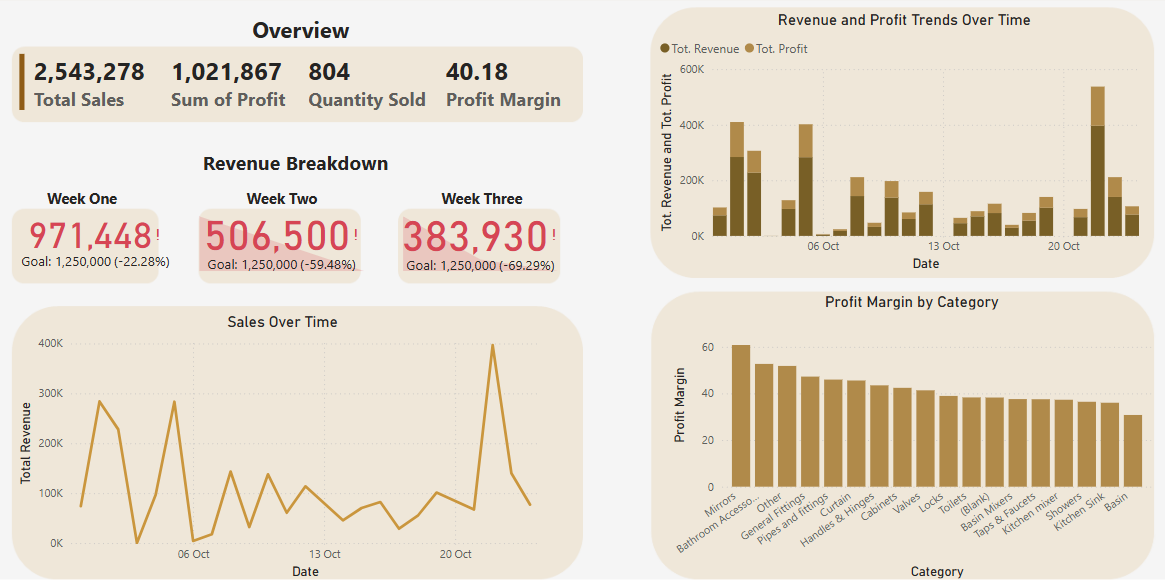 Overview
2,543,278 1,021,867 804 40.18
Total Sales Sum of Profit Quantity Sold Profit Margin
Revenue Breakdown
Week One Week Two Week Three
971,448! 506,500! 383,930!
Goal: 1,250,000 (-22.28%) Goal: 1,250,000 (-59.48%) Goal: 1,250,000 (-69.29%)
Sales Over Time
Total Revenue
400K
300K
200K
100K
0K
06 Oct 13 Oct 20 Oct
Date
Revenue and Profit Trends Over Time
Tot. Revenue Tot. Profit
Tot. Revenue and Tot. Profit
600K
400K
200K
0K
06 Oct 13 Oct 20 Oct
Date
Profit Margin by Category
Profit Margin
60
40
20
0
Mirrors
Bathroom Accesso...
Other
General Fittings
Pipes and fittings
Curtain
Handles & Hinges
Cabinets
Valves
Locks
Toilets
(Blank)
Basin Mixers
Taps & Faucets
Kitchen mixer
Showers
Kitchen Sink
Basin
Category